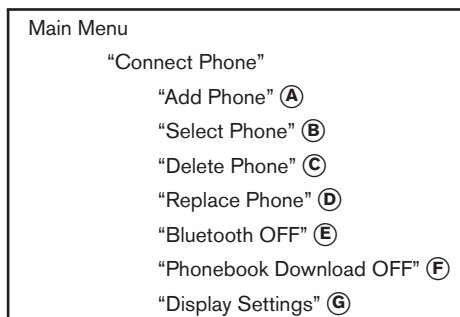 Main Menu
“Connect Phone”
“Add Phone” Ⓐ
“Select Phone” Ⓑ
“Delete Phone” Ⓒ
“Replace Phone” Ⓓ
“Bluetooth OFF” Ⓔ
“Phonebook Download OFF” Ⓕ
“Display Settings” Ⓖ